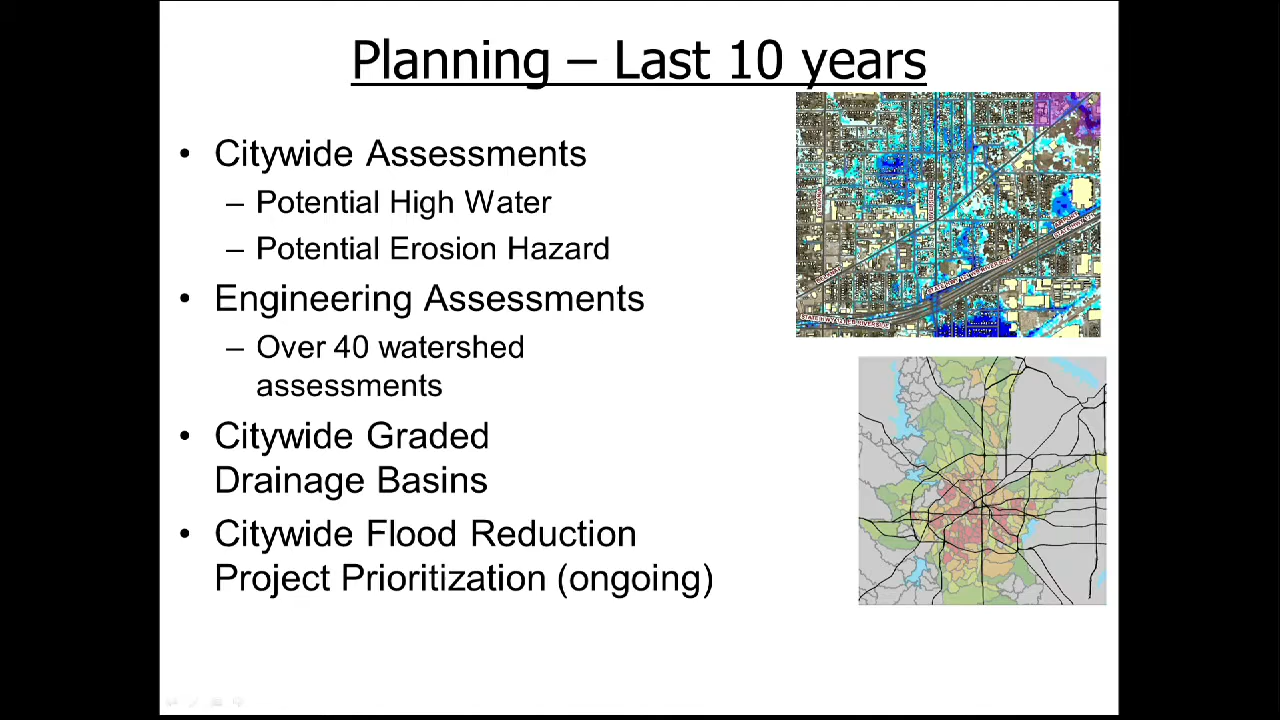 Planning – Last 10 years
• Citywide Assessments
– Potential High Water
– Potential Erosion Hazard
• Engineering Assessments
– Over 40 watershed
assessments
• Citywide Graded
Drainage Basins
• Citywide Flood Reduction
Project Prioritization (ongoing)